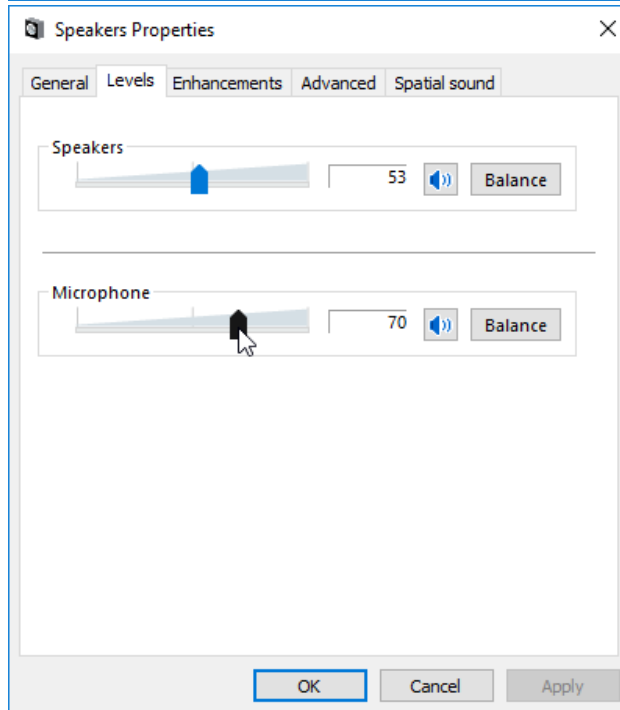 Speakers Properties
General Levels Enhancements Advanced Spatial sound
Speakers
53 Balance
Microphone
70 Balance
OK Cancel Apply